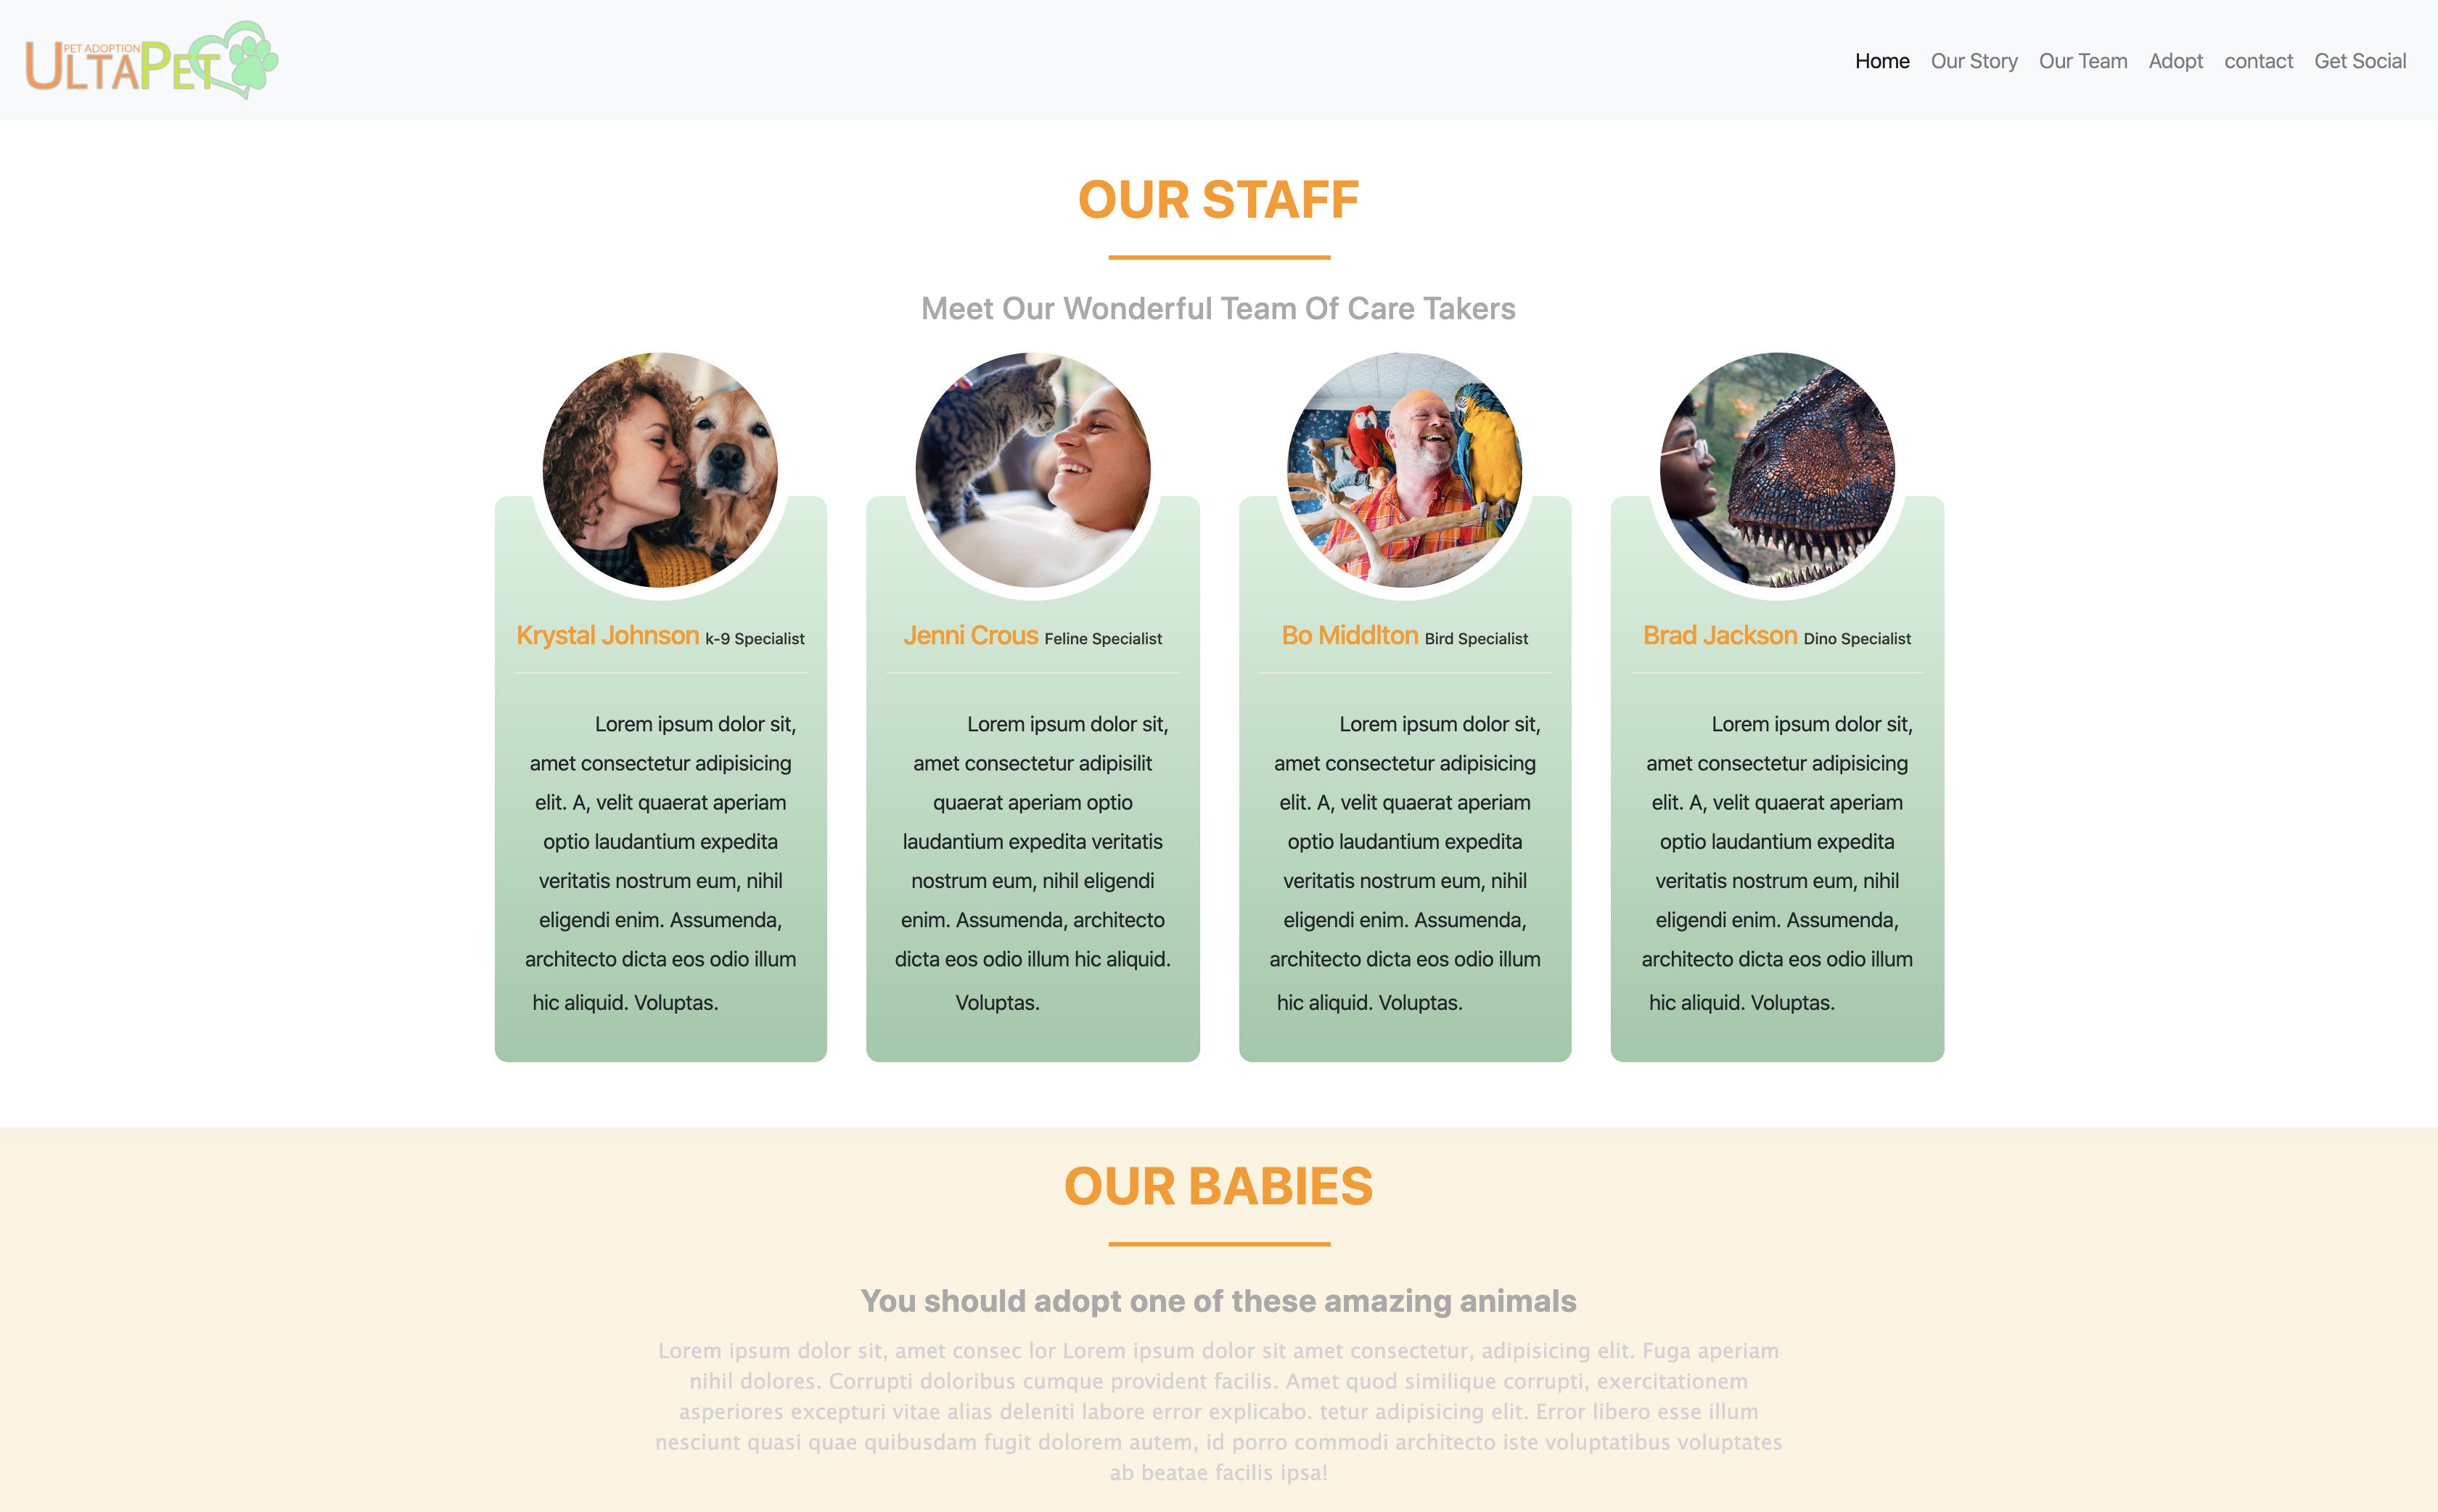 PET ADOPTION
ULTAPET
Home Our Story Our Team Adopt contact Get Social
OUR STAFF
Meet Our Wonderful Team Of Care Takers
Krystal Johnson k-9 Specialist
Lorem ipsum dolor sit,
amet consectetur adipisicing
elit. A, velit quaerat aperiam
optio laudantium expedita
veritatis nostrum eum, nihil
eligendi enim. Assumenda,
architecto dicta eos odio illum
hic aliquid. Voluptas.
Jenni Crous Feline Specialist
Lorem ipsum dolor sit,
amet consectetur adipisilit
quaerat aperiam optio
laudantium expedita veritatis
nostrum eum, nihil eligendi
enim. Assumenda, architecto
dicta eos odio illum hic aliquid.
Voluptas.
Bo Middlton Bird Specialist
Lorem ipsum dolor sit,
amet consectetur adipisicing
elit. A, velit quaerat aperiam
optio laudantium expedita
veritatis nostrum eum, nihil
eligendi enim. Assumenda,
architecto dicta eos odio illum
hic aliquid. Voluptas.
Brad Jackson Dino Specialist
Lorem ipsum dolor sit,
amet consectetur adipisicing
elit. A, velit quaerat aperiam
optio laudantium expedita
veritatis nostrum eum, nihil
eligendi enim. Assumenda,
architecto dicta eos odio illum
hic aliquid. Voluptas.
OUR BABIES
You should adopt one of these amazing animals
Lorem ipsum dolor sit, amet consec lor Lorem ipsum dolor sit amet consectetur, adipisicing elit. Fuga aperiam
nihil dolores. Corrupti doloribus cumque provident facilis. Amet quod similique corrupti, exercitationem
asperiores excepturi vitae alias deleniti labore error explicabo. tetur adipisicing elit. Error libero esse illum
nesciunt quasi quae quibusdam fugit dolorem autem, id porro commodi architecto iste voluptatibus voluptates
ab beatae facilis ipsa!